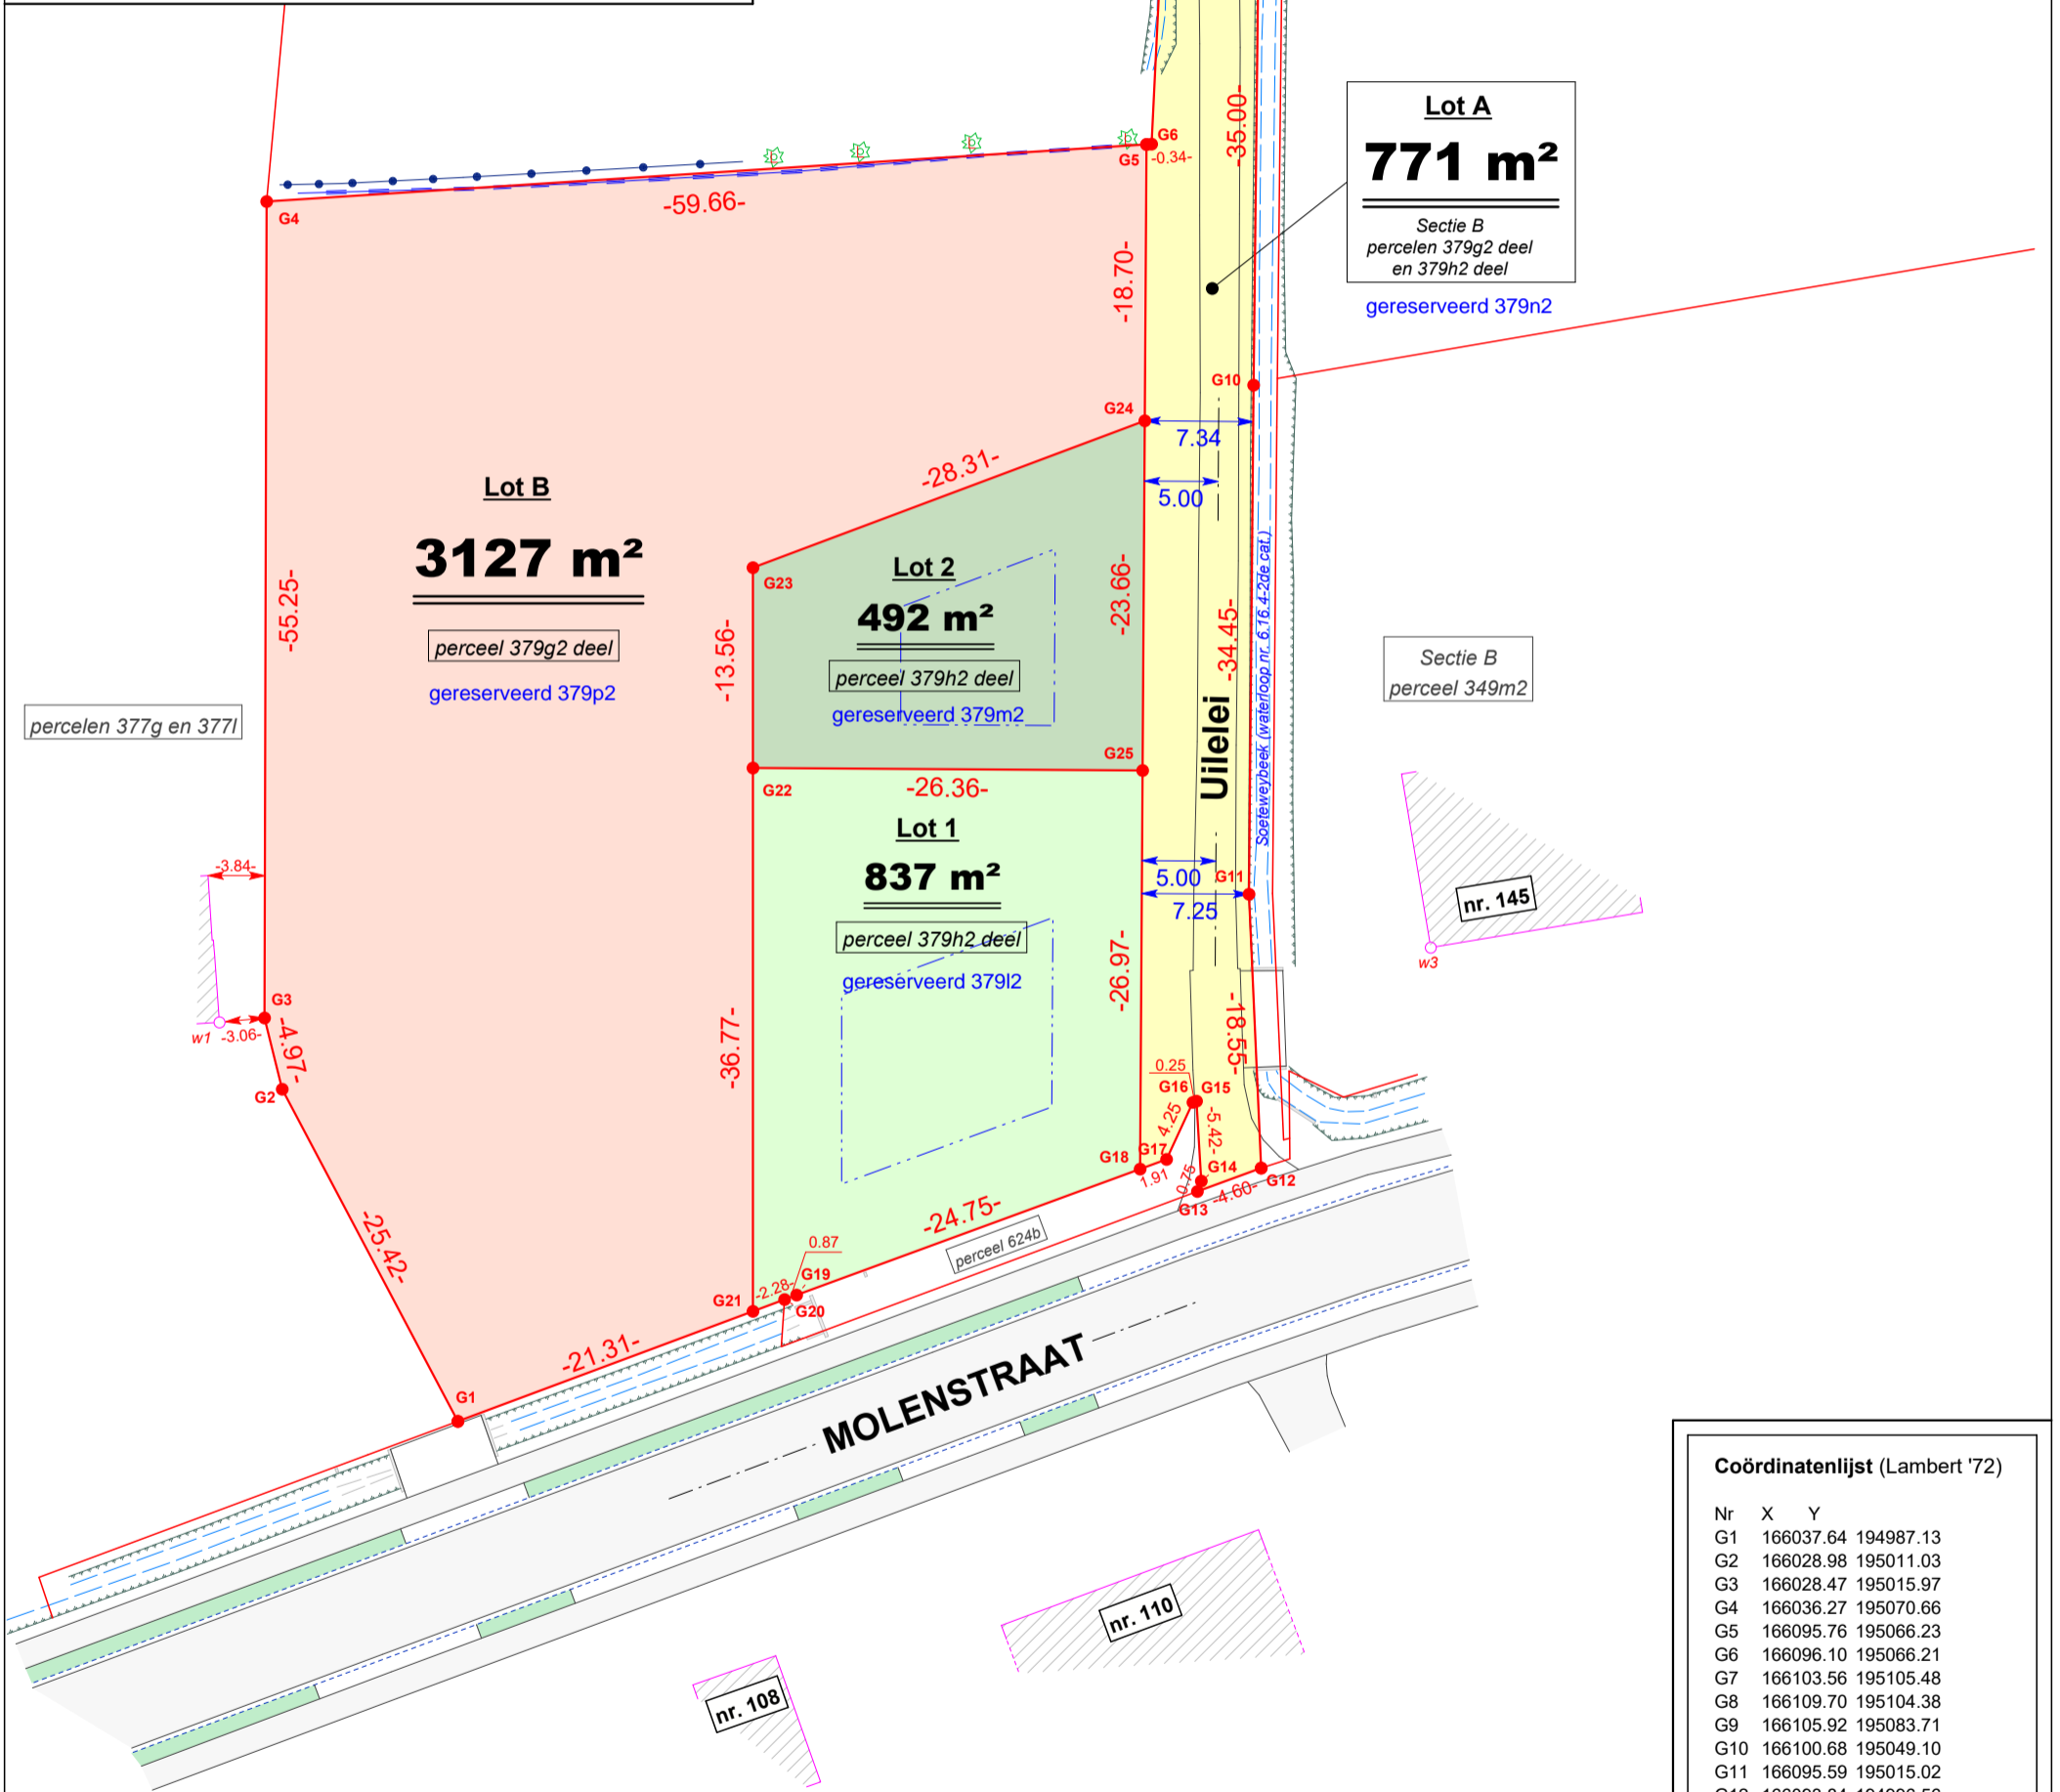 Lot A
771 m²
Sectie B
percelen 379g2 deel
en 379h2 deel
gereserveerd 379n2
-35.00-
G6
G5
-0.34-
-59.66-
G4
-18.70-
G10
G24
7.34
-28.31-
5.00
Lot B
3127 m²
perceel 379g2 deel
gereserveerd 379p2
-55.25-
G23
Lot 2
492 m²
perceel 379h2 deel
gereserveerd 379m2
-13.56-
-23.66-
-34.45-
Uilelei
Soeteweybeek (waterloop nr. 6.16.4-2de cat.)
Sectie B
perceel 349m2
percelen 377g en 377l
G25
G22
-26.36-
Lot 1
837 m²
perceel 379h2 deel
gereserveerd 379l2
5.00
G11
7.25
-3.84-
nr. 145
w3
-26.97-
-36.77-
-18.55-
G3
w1
-3.06-
-4.97-
G2
0.25
G16
G15
4.25
-5.42-
G17
G18
1.91
0.75
G14
G12
G13
-4.60-
-24.75-
perceel 624b
-25.42-
0.87
-2.28-
G19
G21
G20
-21.31-
G1
MOLENSTRAAT
nr. 110
nr. 108
Coördinatenlijst (Lambert '72)
Nr X Y
G1 166037.64 194987.13
G2 166028.98 195011.03
G3 166028.47 195015.97
G4 166036.27 195070.66
G5 166095.76 195066.23
G6 166096.10 195066.21
G7 166103.56 195105.48
G8 166109.70 195104.38
G9 166105.92 195083.71
G10 166100.68 195049.10
G11 166095.59 195015.02